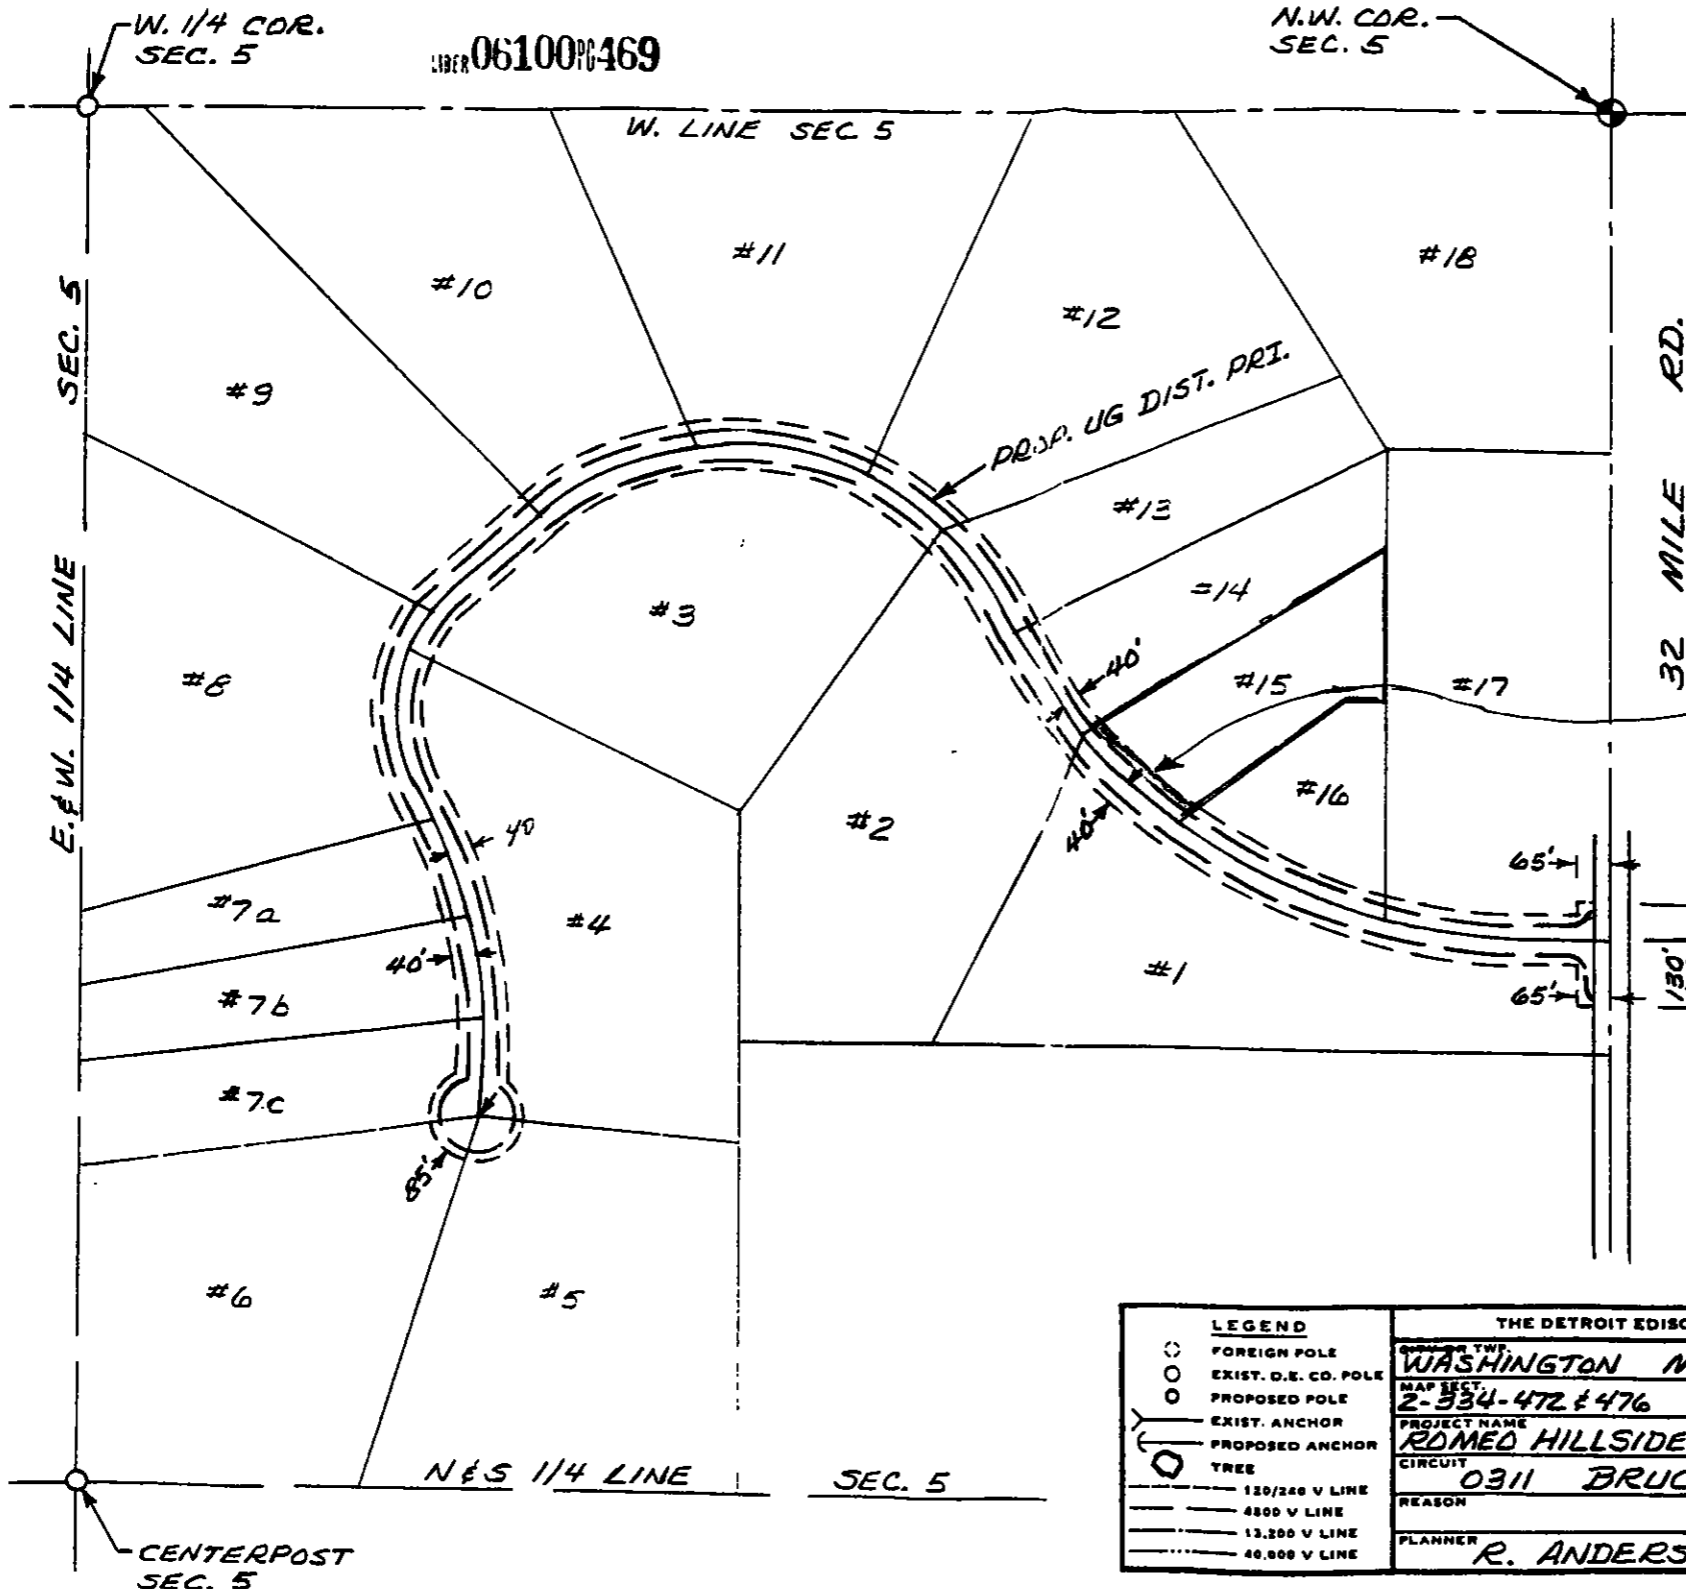 W. 1/4 COR.
SEC. 5
LIBER 06100 PG 469
N.W. COR.
SEC. 5
W. LINE SEC 5
#11
#18
#10
#12
E. & W. 1/4 LINE SEC. 5
32 MILE RD.
#9
PROP. UG DIST. PRI.
#13
=14
#3
40'
#15
#17
#8
#16
#2
40'
40
65'
#7a
#4
40'
#1
130'
#7b
65'
#7c
85'
#6
#5
N & S 1/4 LINE SEC. 5
CENTERPOST
SEC. 5
LEGEND
FOREIGN POLE
EXIST. D.E. CO. POLE
PROPOSED POLE
EXIST. ANCHOR
PROPOSED ANCHOR
TREE
120/240 V LINE
4800 V LINE
13,200 V LINE
40,000 V LINE
THE DETROIT EDISO
TWP.
WASHINGTON M
MAP SECT.
2-334-472 & 476
PROJECT NAME
ROMEO HILLSIDE
CIRCUIT
0311 BRUC
REASON
PLANNER
R. ANDERS